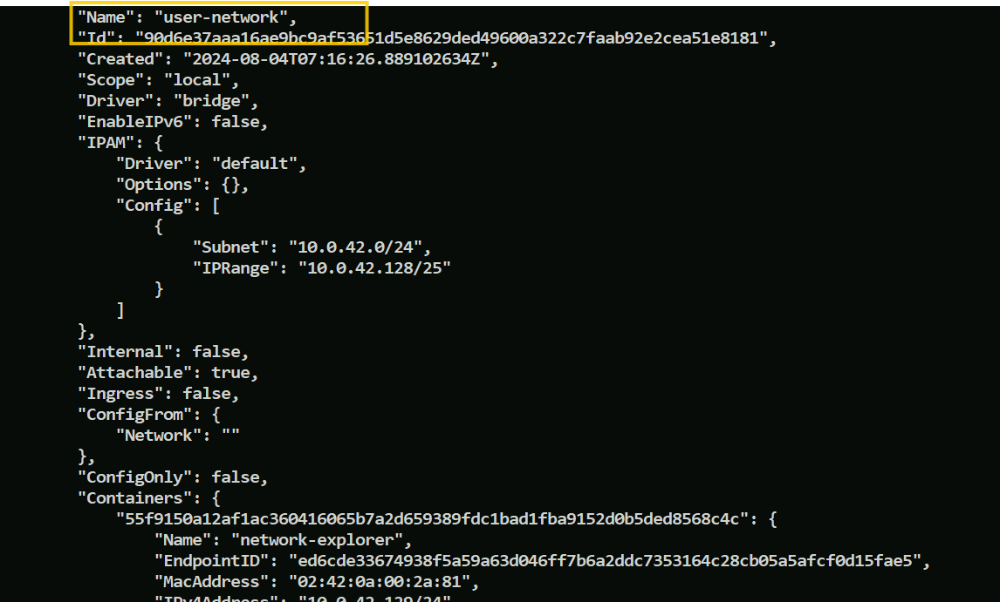 "Name": "user-network",
"Id": "90d6e37aaa16ae9bc9af53651d5e8629ded49600a322c7faab92e2cea51e8181",
"Created": "2024-08-04T07:16:26.889102634Z",
"Scope": "local",
"Driver": "bridge",
"EnableIPv6": false,
"IPAM": {
"Driver": "default",
"Options": {},
"Config": [
{
"Subnet": "10.0.42.0/24",
"IPRange": "10.0.42.128/25"
}
]
},
"Internal": false,
"Attachable": true,
"Ingress": false,
"ConfigFrom": {
"Network": ""
},
"ConfigOnly": false,
"Containers": {
"55f9150a12af1ac360416065b7a2d659389fdc1bad1fba9152d0b5ded8568c4c": {
"Name": "network-explorer",
"EndpointID": "ed6cde33674938f5a59a63d046ff7b6a2ddc7353164c28cb05a5afcf0d15fae5",
"MacAddress": "02:42:0a:00:2a:81",
"IPv4Address": "10.0.42.129/24"